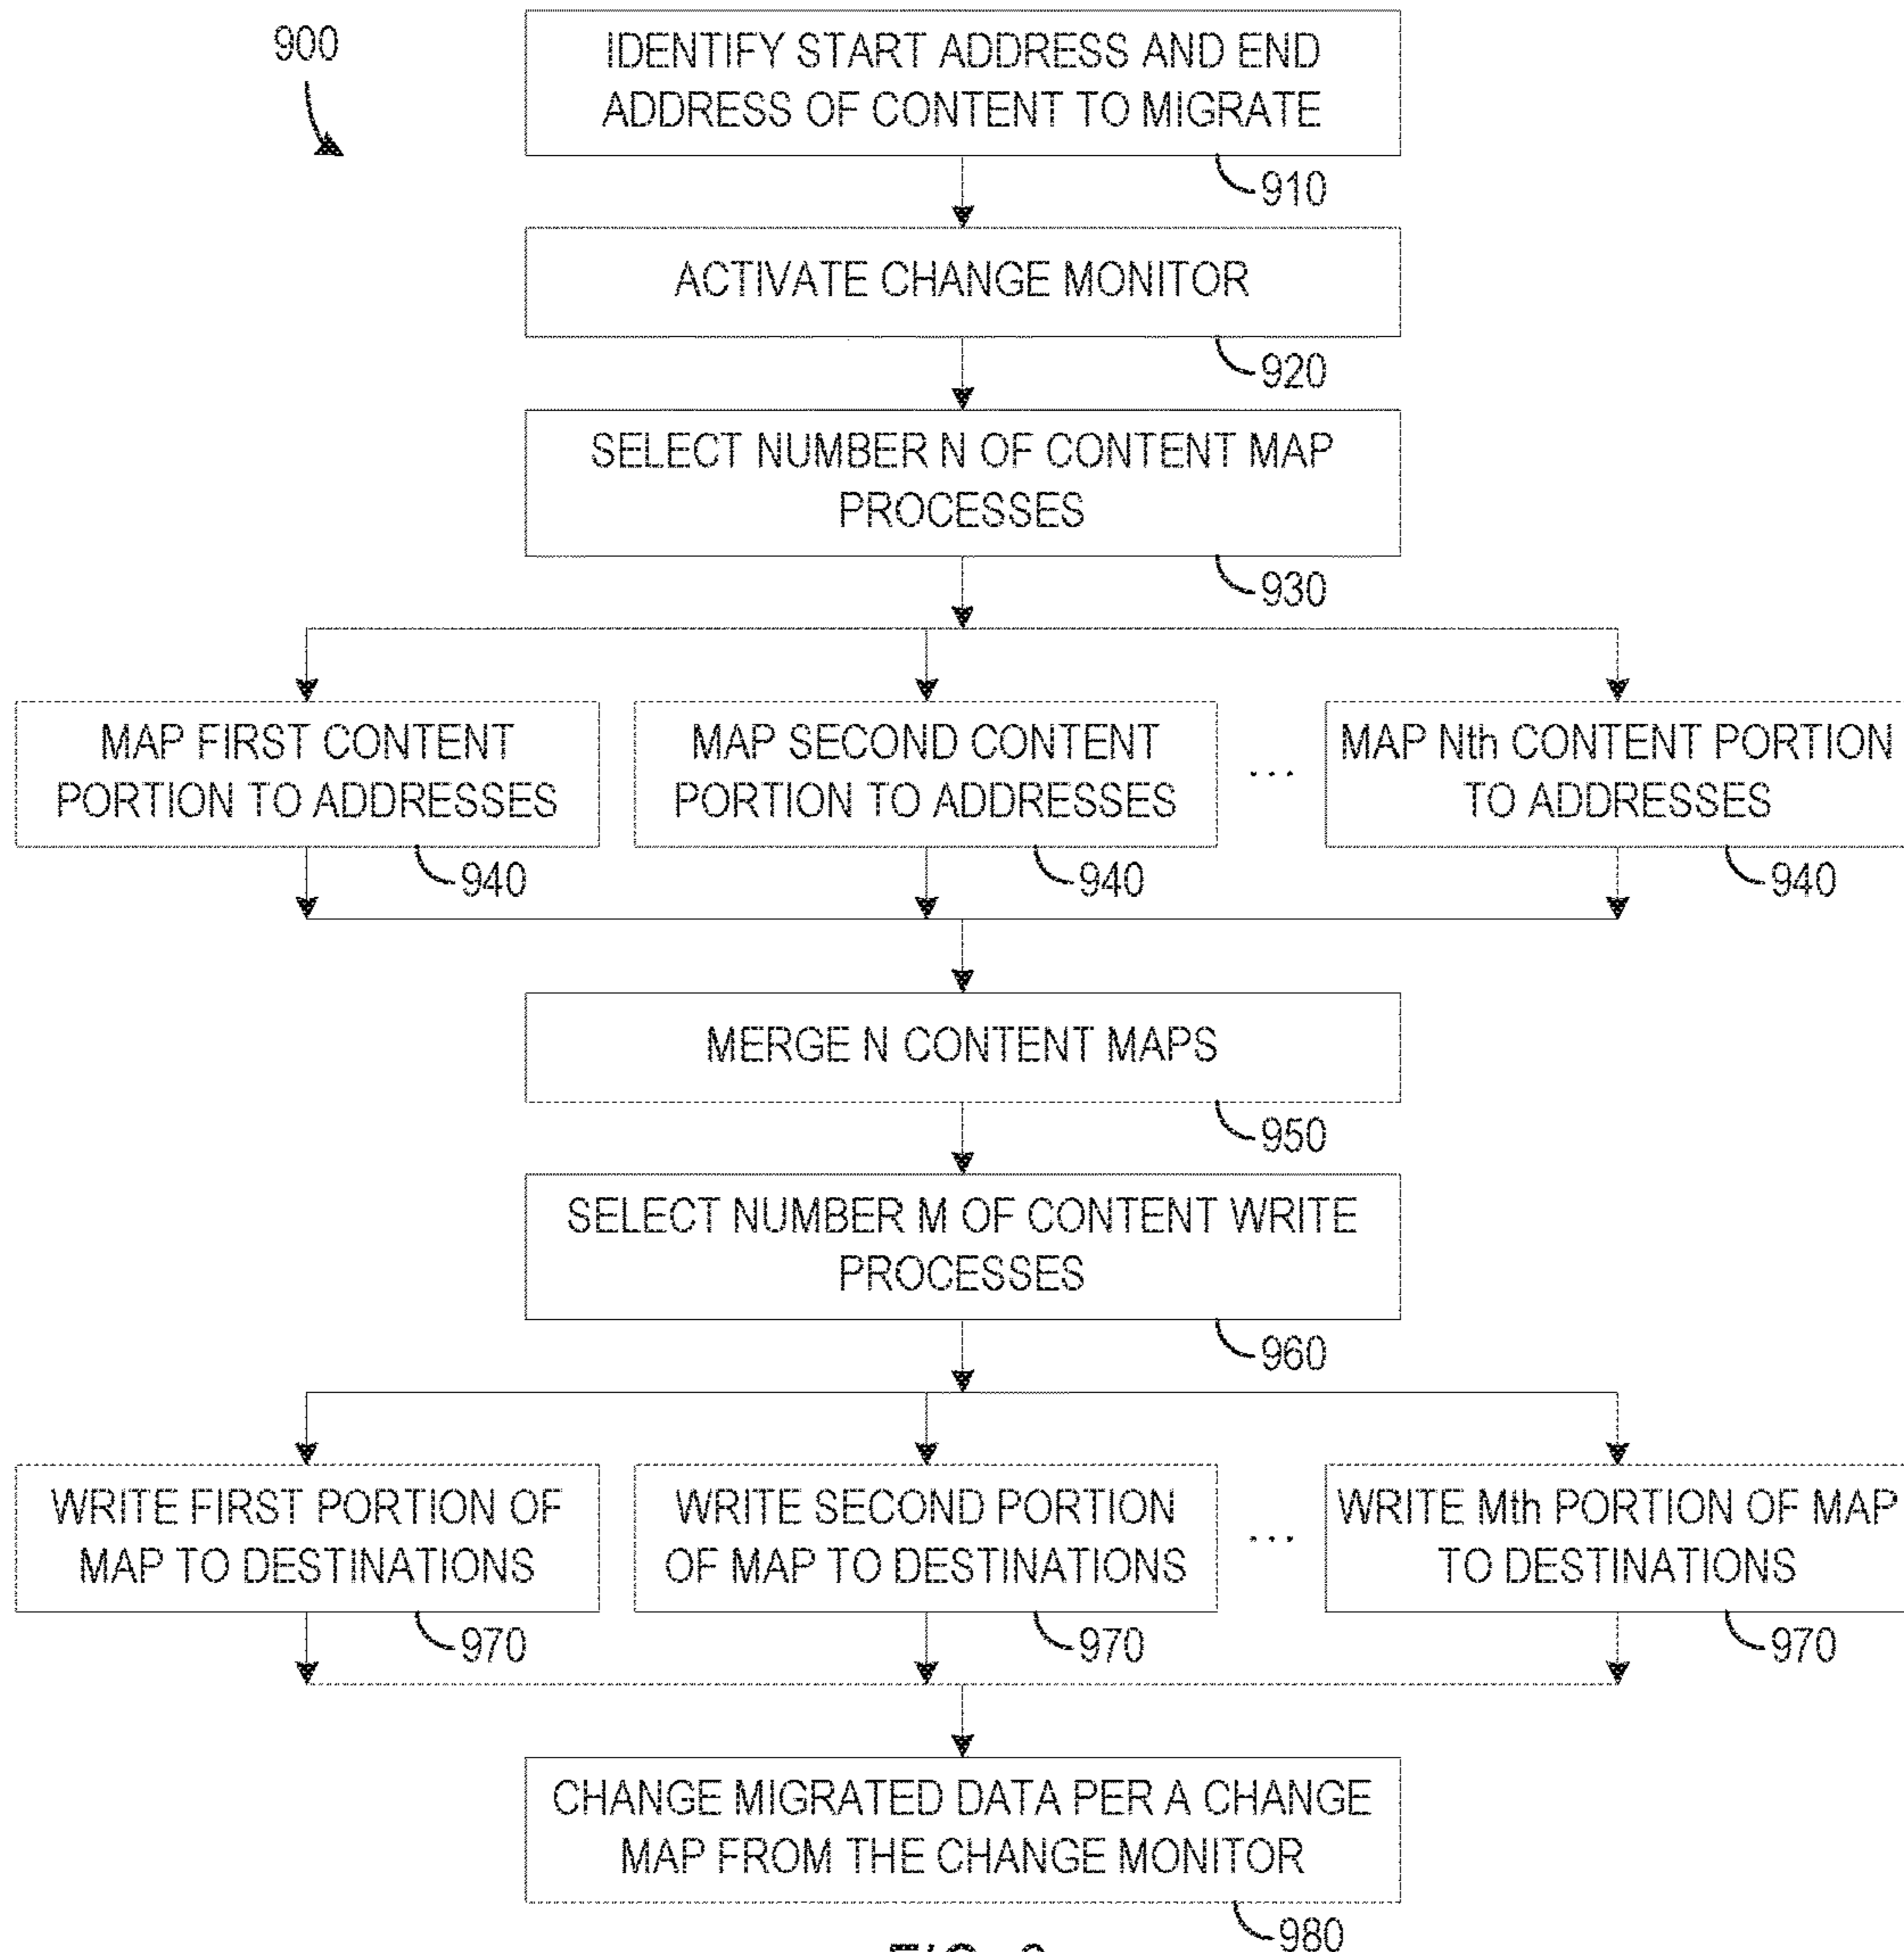 900
IDENTIFY START ADDRESS AND END
ADDRESS OF CONTENT TO MIGRATE
910
ACTIVATE CHANGE MONITOR
920
SELECT NUMBER N OF CONTENT MAP
PROCESSES
930
MAP FIRST CONTENT
PORTION TO ADDRESSES
940
MAP SECOND CONTENT
PORTION TO ADDRESSES
940
...
MAP Nth CONTENT PORTION
TO ADDRESSES
940
MERGE N CONTENT MAPS
950
SELECT NUMBER M OF CONTENT WRITE
PROCESSES
960
WRITE FIRST PORTION OF
MAP TO DESTINATIONS
970
WRITE SECOND PORTION
OF MAP TO DESTINATIONS
970
...
WRITE Mth PORTION OF MAP
TO DESTINATIONS
970
CHANGE MIGRATED DATA PER A CHANGE
MAP FROM THE CHANGE MONITOR
980